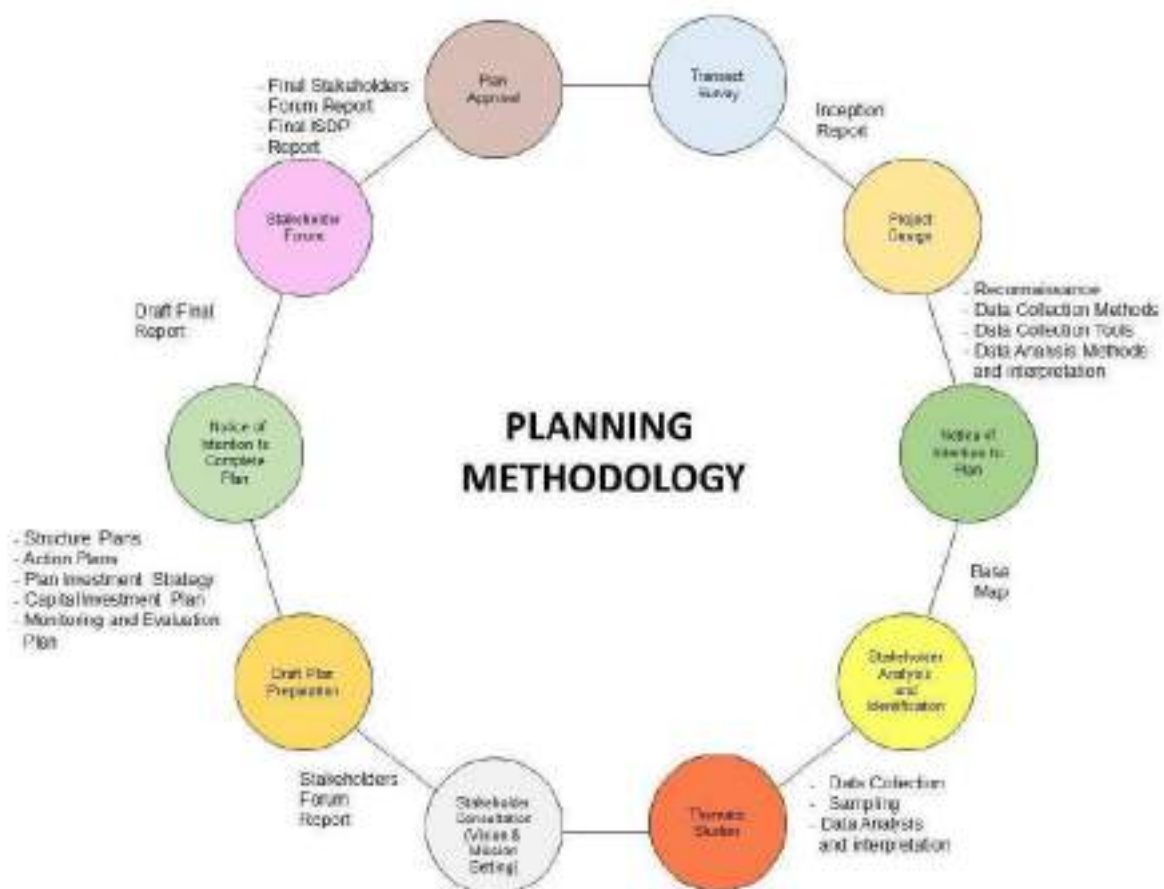 Plan
Approval
Transect
Survey
- Final Stakeholders
- Forum Report
- Final ISDP
- Report
Inception
Report
Stakeholder
Forum
Project
Design
Draft Final
Report
- Reconnaissance
- Data Collection Methods
- Data Collection Tools
- Data Analysis Methods
and interpretation
Notice of
Intention to
Complete
Plan
PLANNING
METHODOLOGY
Notice of
Intention to
Plan
- Structure Plans
- Action Plans
- Plan Investment Strategy
- Capital Investment Plan
- Monitoring and Evaluation
Plan
Base
Map
Draft Plan
Preparation
Stakeholder
Analysis
and
Identification
Stakeholders
Forum
Report
Stakeholder
Consultation
(Vision &
Mission
Setting)
Thematic
Studies
- Data Collection
- Sampling
- Data Analysis
and interpretation